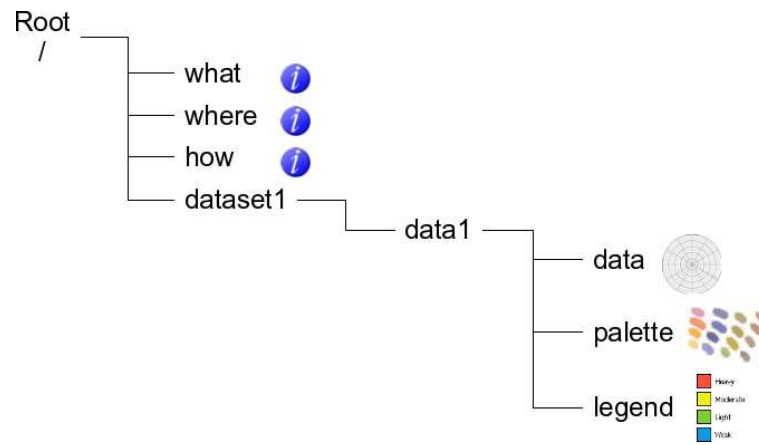 Root
/
what i
where i
how i
dataset1
data1
data
palette
legend
Heavy
Moderate
Light
Weak